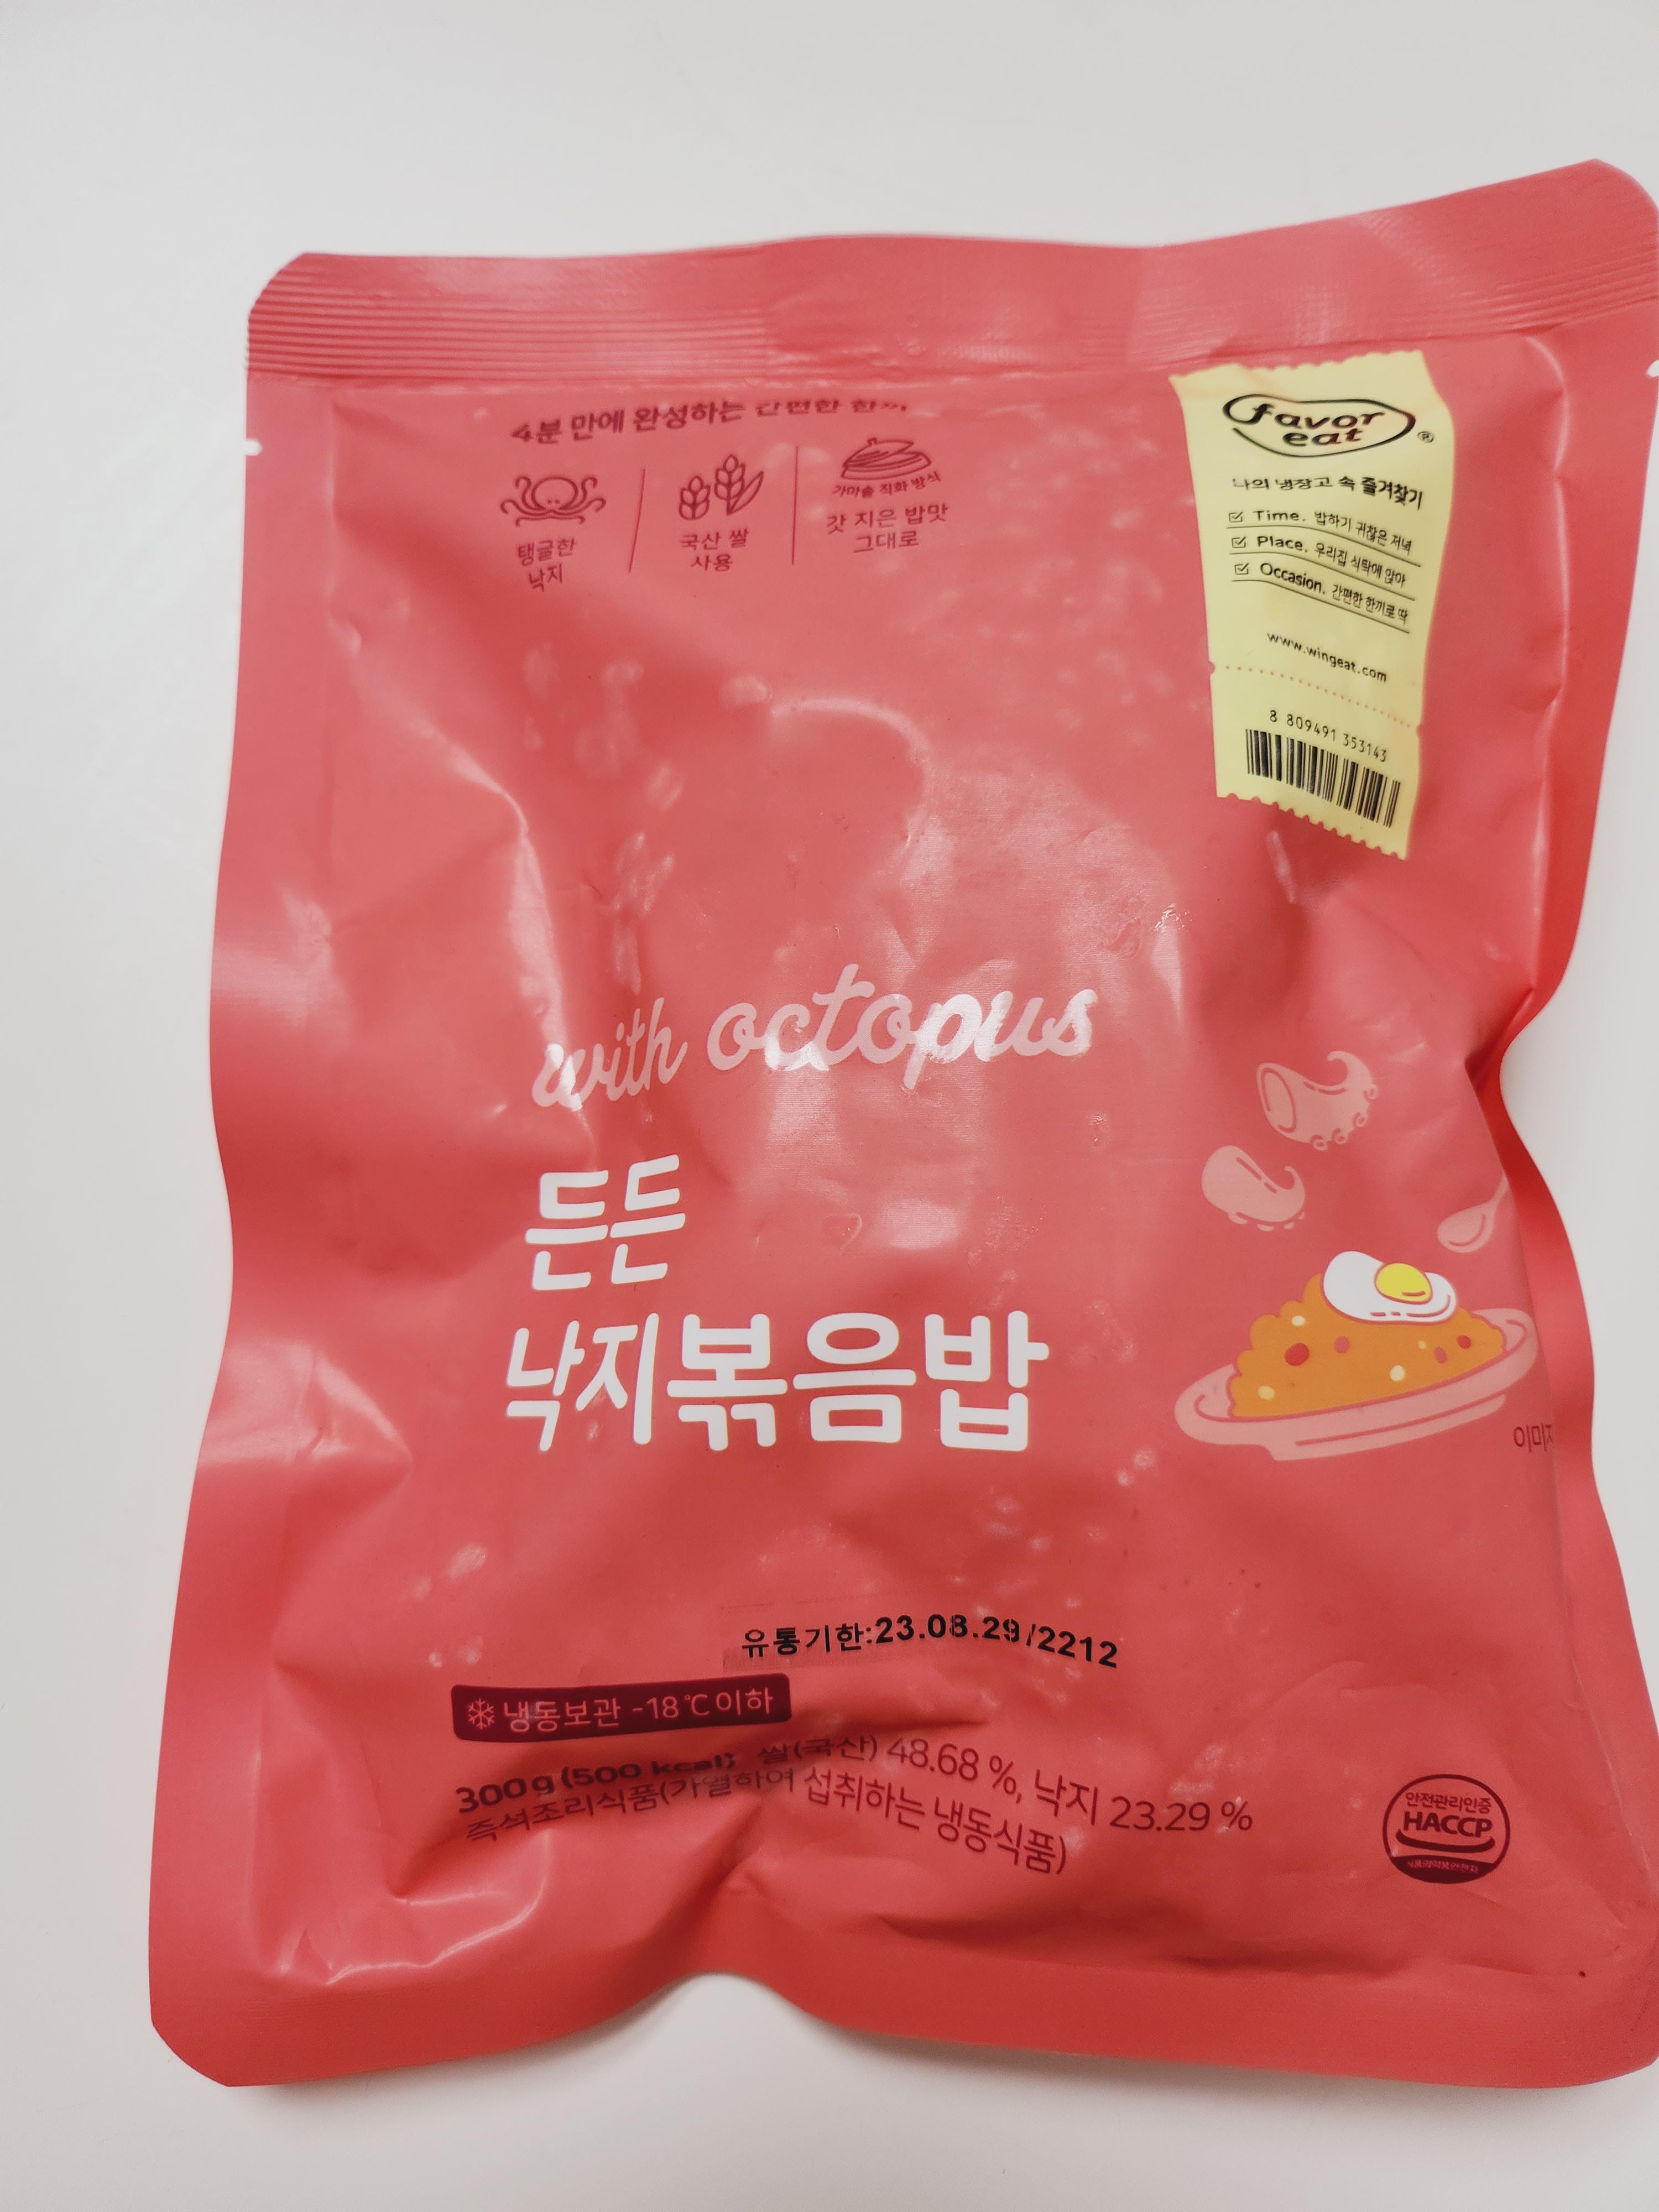 4분 만에 완성하는 간편한 한끼
탱글한
낙지
국산 쌀
사용
가마솥 직화 방식
갓 지은 밥맛
그대로
favor
eat ®
나의 냉장고 속 즐겨찾기
Time. 밥하기 귀찮은 저녁
Place. 우리집 식탁에 앉아
Occasion. 간편한 한끼로 딱
www.wingeat.com
8 809491 353143
with octopus
든든
낙지볶음밥
이미지
유통기한:23.08.29/2212
냉동보관 -18℃이하
300g (500 kcal); 쌀(국산) 48.68 %, 낙지 23.29 %
즉석조리식품(가열하여 섭취하는 냉동식품)
안전관리인증
HACCP